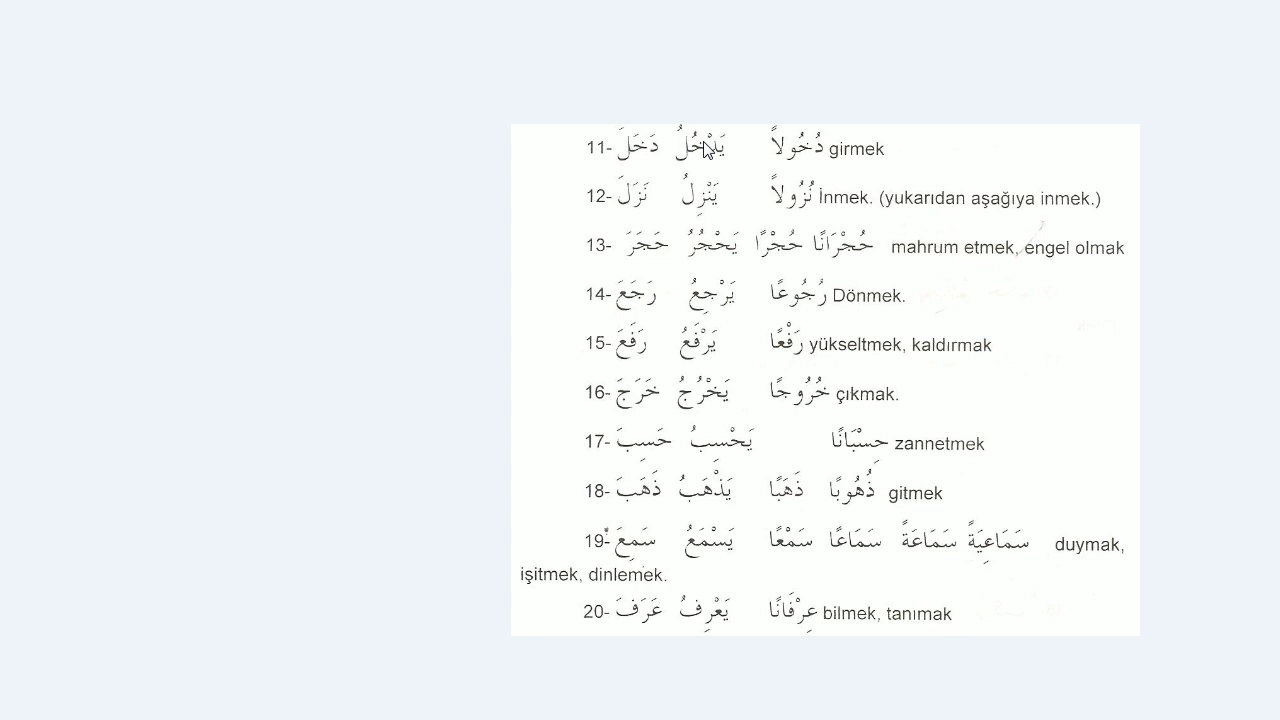 11- دَخَلَ يَدْخُلُ دُخُولاً girmek
12- نَزَلَ يَنْزِلُ نُزُولاً İnmek. (yukarıdan aşağıya inmek.)
13- حَجَرَ يَحْجُرُ حُجْرًا حُجْرَانًا mahrum etmek, engel olmak
14- رَجَعَ يَرْجِعُ رُجُوعًا Dönmek.
15- رَفَعَ يَرْفَعُ رَفْعًا yükseltmek, kaldırmak
16- خَرَجَ يَخْرُجُ خُرُوجًا çıkmak.
17- حَسِبَ يَحْسِبُ حِسْبَانًا zannetmek
18- ذَهَبَ يَذْهَبُ ذَهَبًا ذُهُوبًا gitmek
19- سَمِعَ يَسْمَعُ سَمْعًا سَمَاعًا سَمَاعَةً سَمَاعِيَةً duymak,
işitmek, dinlemek.
20- عَرَفَ يَعْرِفُ عِرْفَانًا bilmek, tanımak